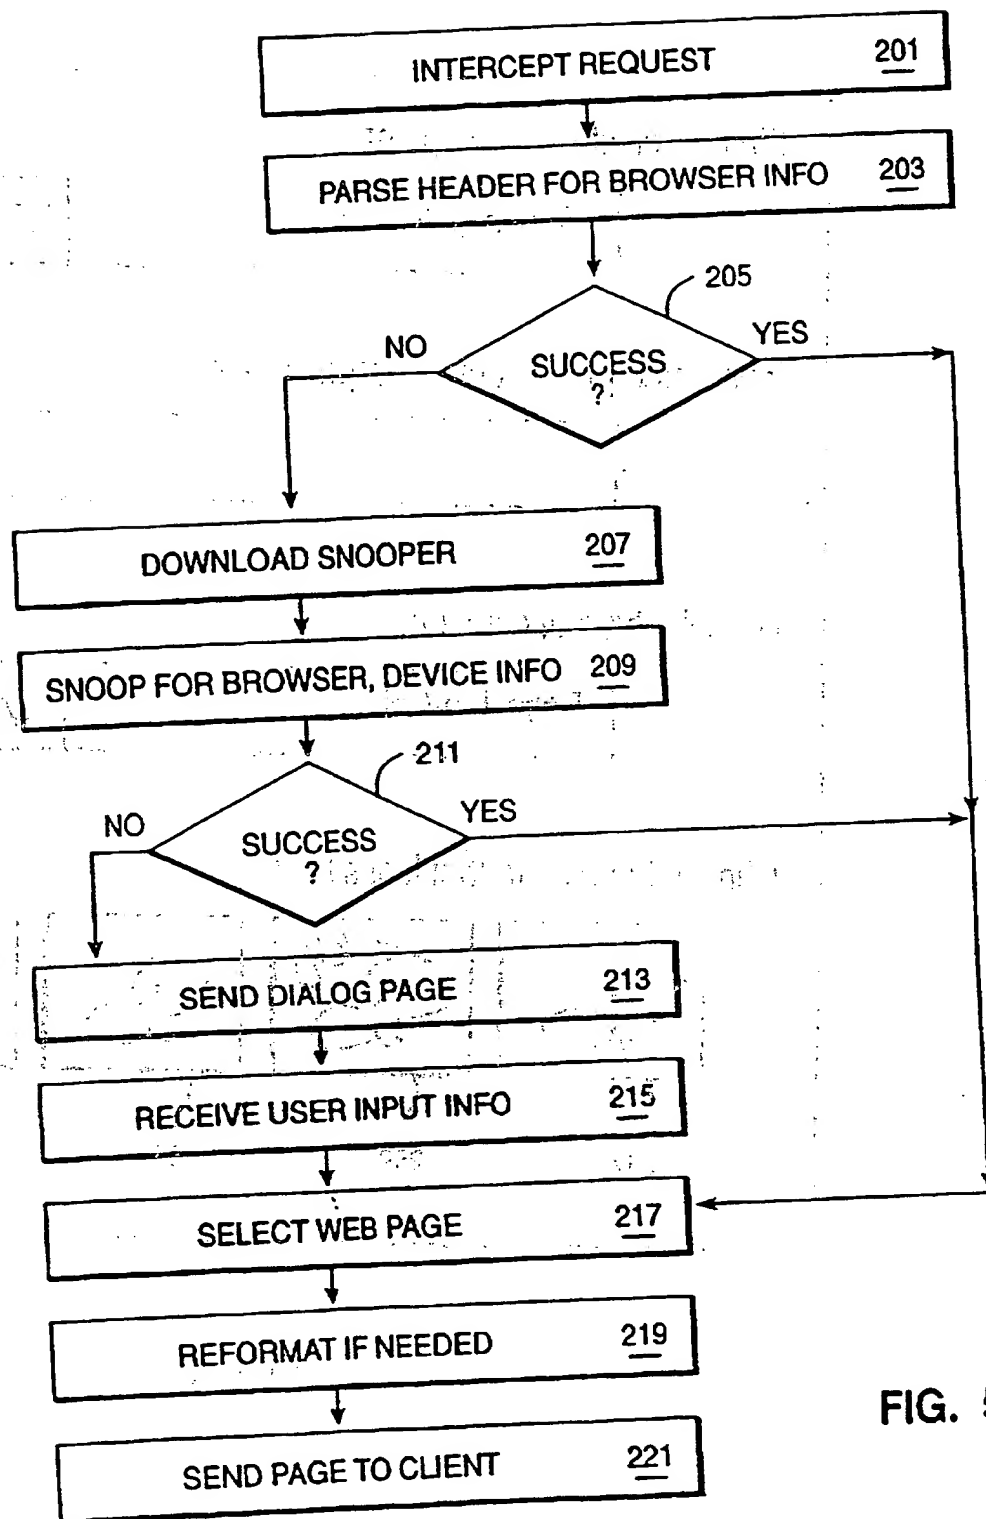 INTERCEPT REQUEST 201
PARSE HEADER FOR BROWSER INFO 203
205
NO
YES
SUCCESS
?
DOWNLOAD SNOOPER 207
SNOOP FOR BROWSER, DEVICE INFO 209
211
NO
YES
SUCCESS
?
SEND DIALOG PAGE 213
RECEIVE USER INPUT INFO 215
SELECT WEB PAGE 217
REFORMAT IF NEEDED 219
FIG.
SEND PAGE TO CLIENT 221